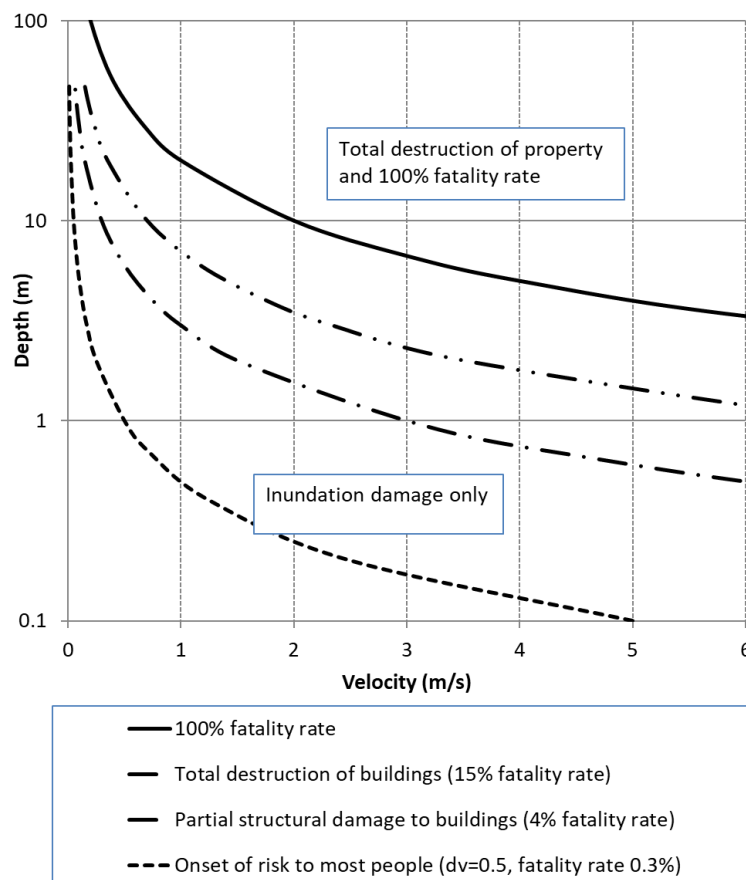 100
Total destruction of property
and 100% fatality rate
10
Depth (m)
1
Inundation damage only
0.1
0 1 2 3 4 5 6
Velocity (m/s)
100% fatality rate
Total destruction of buildings (15% fatality rate)
Partial structural damage to buildings (4% fatality rate)
Onset of risk to most people (dv=0.5, fatality rate 0.3%)